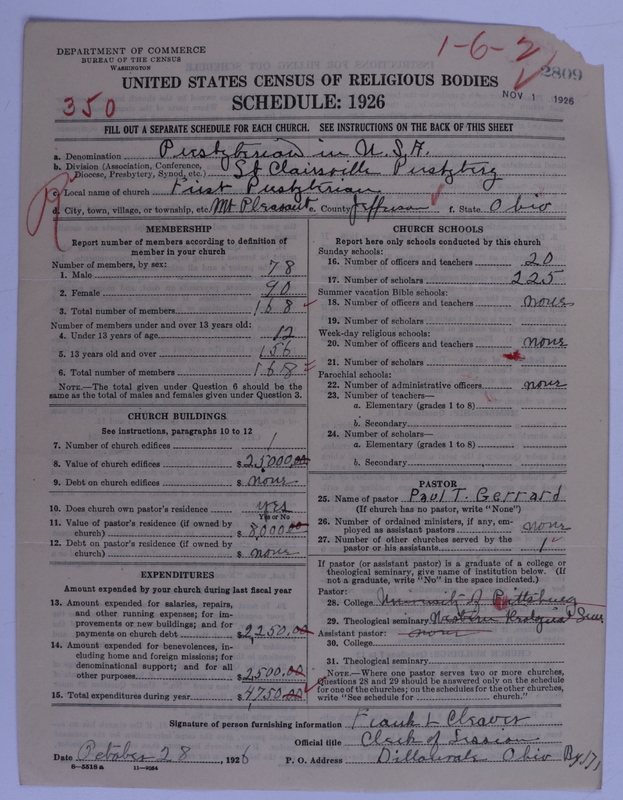 DEPARTMENT OF COMMERCE
BUREAU OF THE CENSUS
WASHINGTON
1-6-2
2809
UNITED STATES CENSUS OF RELIGIOUS BODIES
NOV 1 1926
350
SCHEDULE: 1926
FILL OUT A SEPARATE SCHEDULE FOR EACH CHURCH. SEE INSTRUCTIONS ON THE BACK OF THIS SHEET
a. Denomination Presbyterian in U.S.A.
b. Division (Association, Conference, Diocese, Presbytery, Synod, etc.) St Clairsville Presbytery
c. Local name of church First Presbyterian
d. City, town, village, or township, etc. Mt Pleasant e. County Jefferson f. State Ohio
MEMBERSHIP
Report number of members according to definition of
member in your church
Number of members, by sex:
1. Male 78
2. Female 90
3. Total number of members 168
Number of members under and over 13 years old:
4. Under 13 years of age 12
5. 13 years old and over 156
6. Total number of members 168
NOTE.—The total given under Question 6 should be
same as the total of males and females given under Question 3.
CHURCH BUILDINGS
See instructions, paragraphs 10 to 12
7. Number of church edifices 1
8. Value of church edifices $ 25000.00
9. Debt on church edifices $ none
10. Does church own pastor's residence yes
Yes or No
11. Value of pastor's residence (if owned by
church) $ 8,000.00
12. Debt on pastor's residence (if owned by
church) $ none
EXPENDITURES
Amount expended by your church during last fiscal year
13. Amount expended for salaries, repairs,
and other running expenses; for im-
provements or new buildings; and for
payments on church debt $ 2250.00
14. Amount expended for benevolences, in-
cluding home and foreign missions; for
denominational support; and for all
other purposes $ 2500.00
15. Total expenditures during year $ 4750.00
CHURCH SCHOOLS
Report here only schools conducted by this church
Sunday schools:
16. Number of officers and teachers 20
17. Number of scholars 225
Summer vacation Bible schools:
18. Number of officers and teachers none
19. Number of scholars
Week-day religious schools:
20. Number of officers and teachers none
21. Number of scholars
Parochial schools:
22. Number of administrative officers none
23. Number of teachers—
a. Elementary (grades 1 to 8)
b. Secondary
24. Number of scholars—
a. Elementary (grades 1 to 8)
b. Secondary
PASTOR
25. Name of pastor Paul T. Gerrard
(If church has no pastor, write "None")
26. Number of ordained ministers, if any, em-
ployed as assistant pastors none
27. Number of other churches served by the
pastor or his assistants 1
If pastor (or assistant pastor) is a graduate of a college or
theological seminary, give name of institution below. (If
not a graduate, write "No" in the space indicated.)
Pastor:
28. College University of Pittsburg
29. Theological seminary Western Sem
Assistant pastor: none
30. College
31. Theological seminary
NOTE.—Where one pastor serves two or more churches,
Questions 28 and 29 should be answered only on the schedule
for one of the churches; on the schedules for the other churches,
write "See schedule for church."
Signature of person furnishing information Frank L Cleaver
Official title Clerk of Session
Date October 28, 1926 P. O. Address Dillonvale Ohio
8-5318 a 11-9054